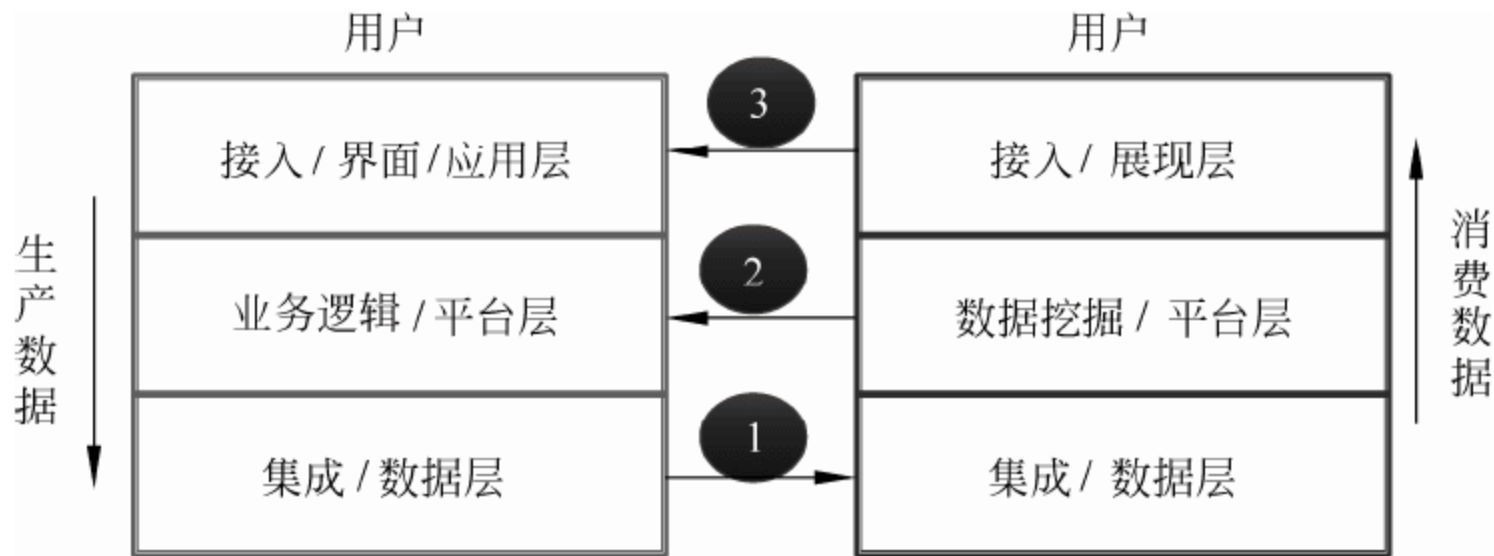 用户
用户
3
接入/ 界面/应用层
接入/ 展现层
生产数据
消费数据
2
业务逻辑/平台层
数据挖掘/ 平台层
1
集成/数据层
集成/ 数据层